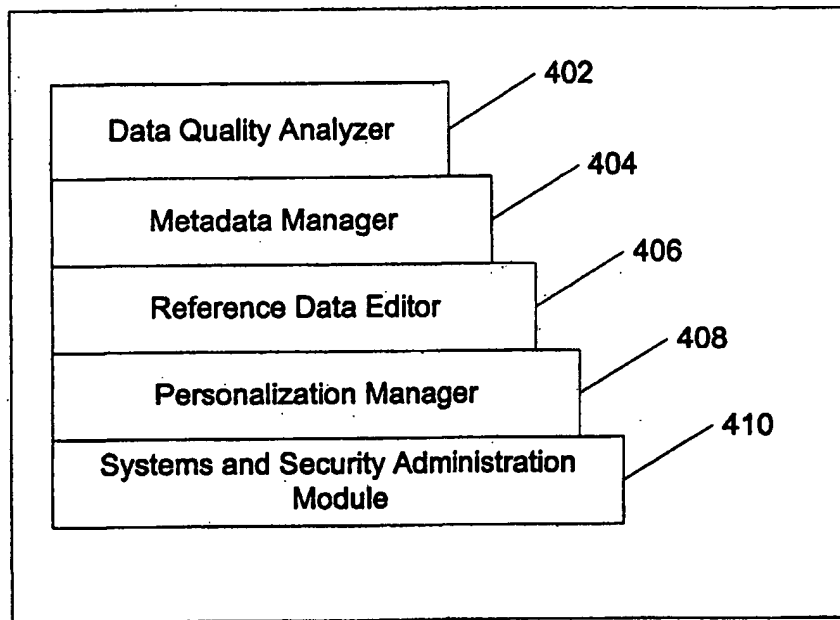 402
Data Quality Analyzer
404
Metadata Manager
406
Reference Data Editor
408
Personalization Manager
410
Systems and Security Administration
Module